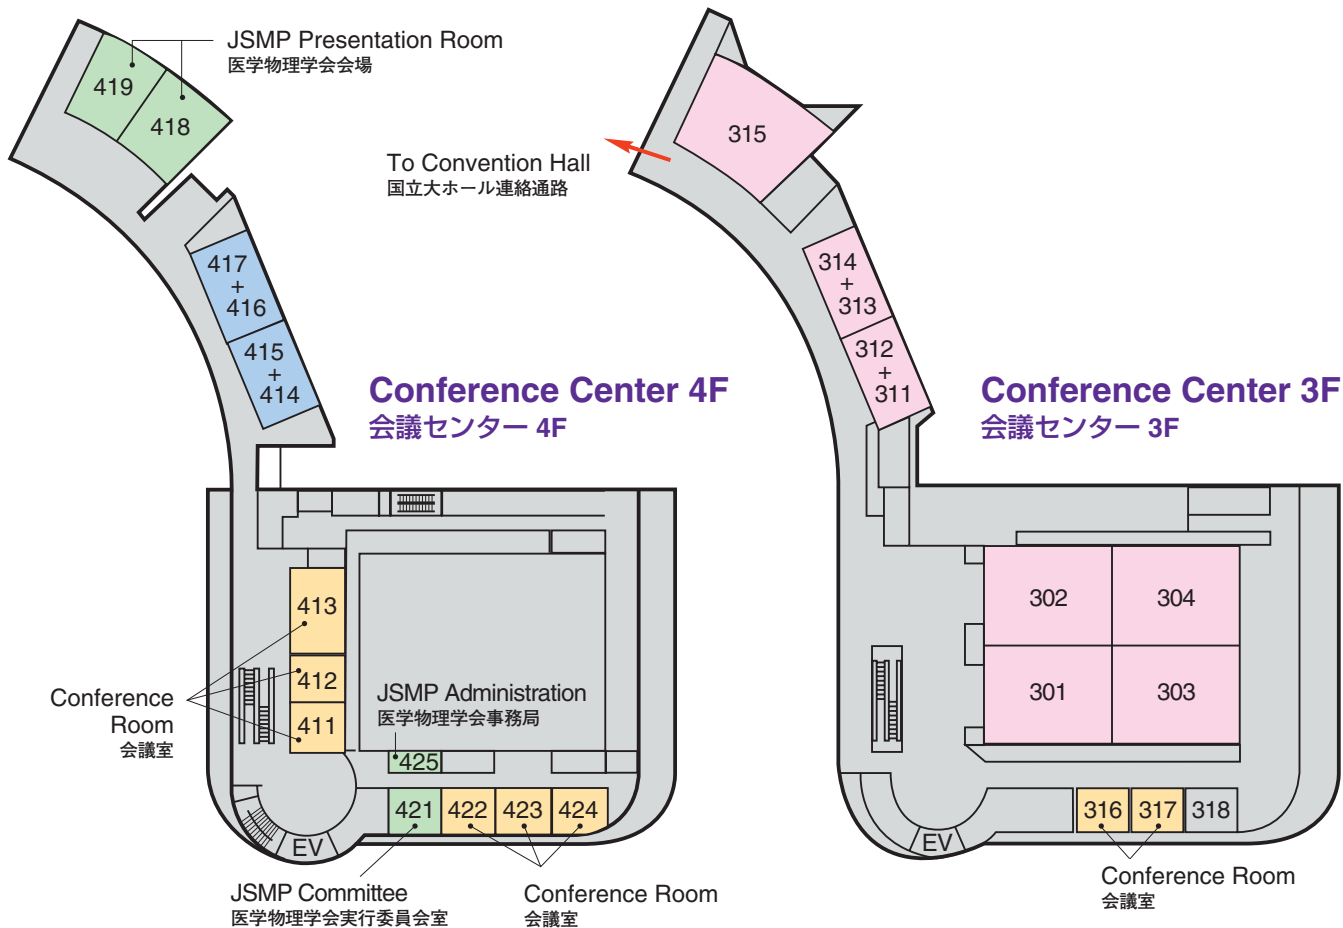 JSMP Presentation Room
医学物理学会会場
419
418
417
+
416
415
+
414
Conference Center 4F
会議センター 4F
413
412
411
Conference
Room
会議室
JSMP Administration
医学物理学会事務局
425
421
422
423
424
EV
JSMP Committee
医学物理学会実行委員会室
Conference Room
会議室
To Convention Hall
国立大ホール連絡通路
315
314
+
313
312
+
311
Conference Center 3F
会議センター 3F
302
304
301
303
316
317
318
EV
Conference Room
会議室